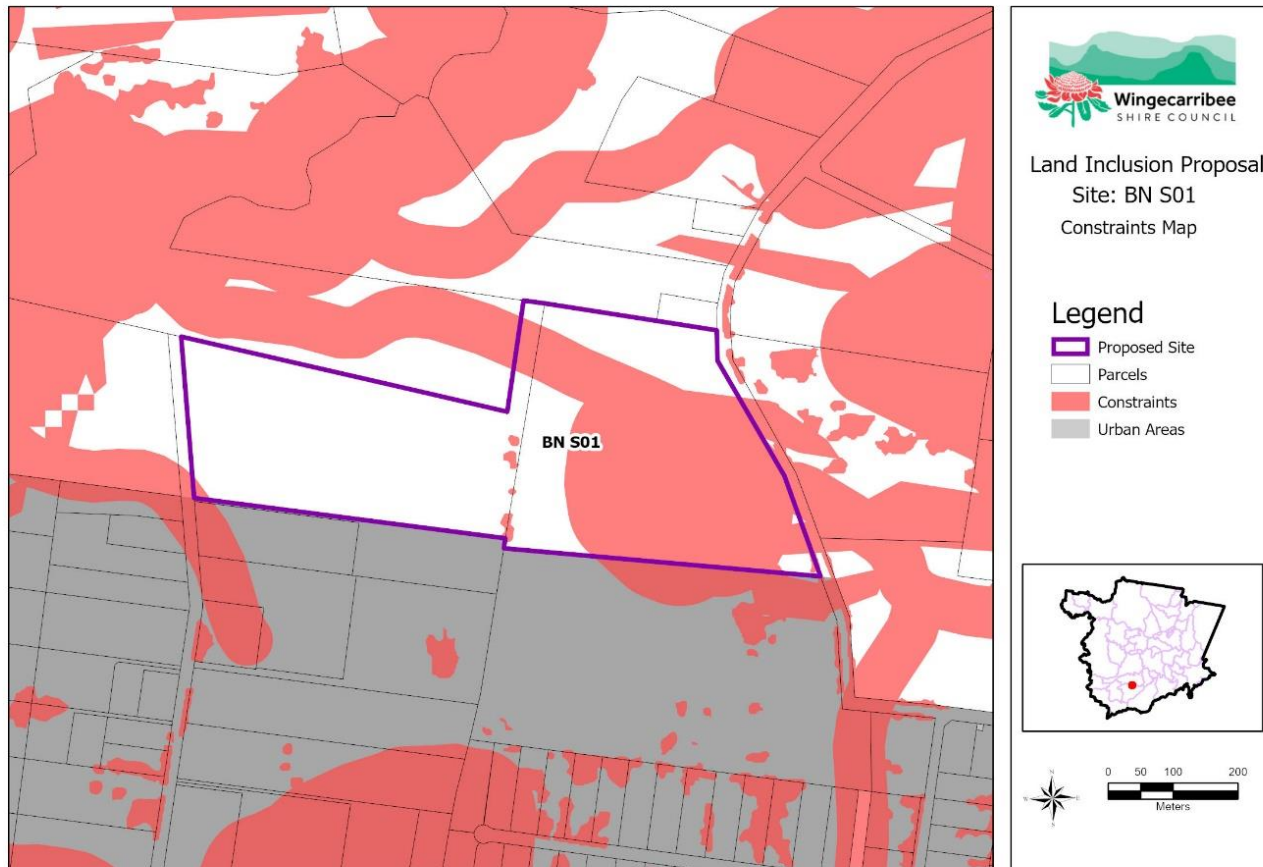 Wingecarribee
SHIRE COUNCIL
Land Inclusion Proposal
Site: BN S01
Constraints Map
Legend
Proposed Site
Parcels
Constraints
Urban Areas
BN S01
0 50 100 200
Meters